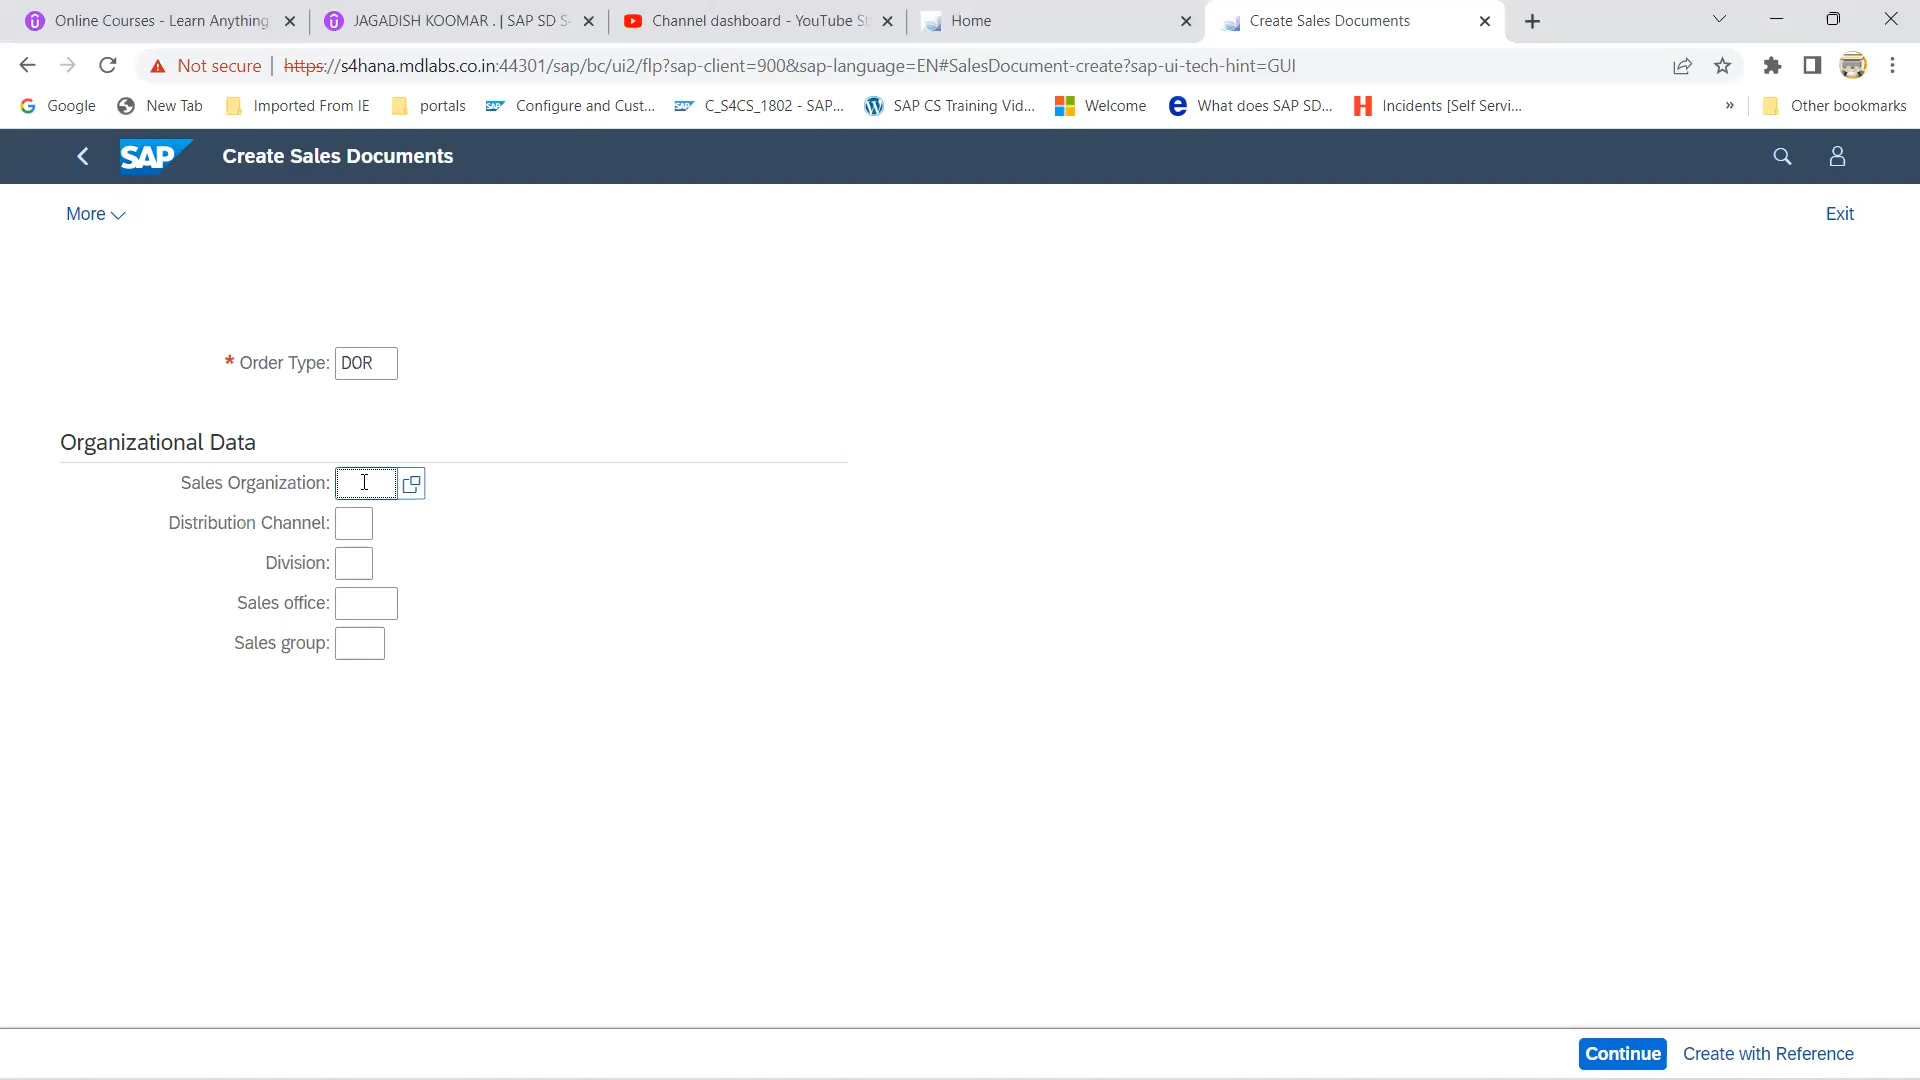 Online Courses - Learn Anything
JAGADISH KOOMAR . | SAP SD S-
Channel dashboard - YouTube St
Home
Create Sales Documents
Not secure | https://s4hana.mdlabs.co.in:44301/sap/bc/ui2/flp?sap-client=900&sap-language=EN#SalesDocument-create?sap-ui-tech-hint=GUI
Google New Tab Imported From IE portals Configure and Cust... C_S4CS_1802 - SAP... SAP CS Training Vid... Welcome What does SAP SD... Incidents [Self Servi... » Other bookmarks
SAP Create Sales Documents
More Exit
* Order Type: DOR
Organizational Data
Sales Organization:
Distribution Channel:
Division:
Sales office:
Sales group:
Continue Create with Reference